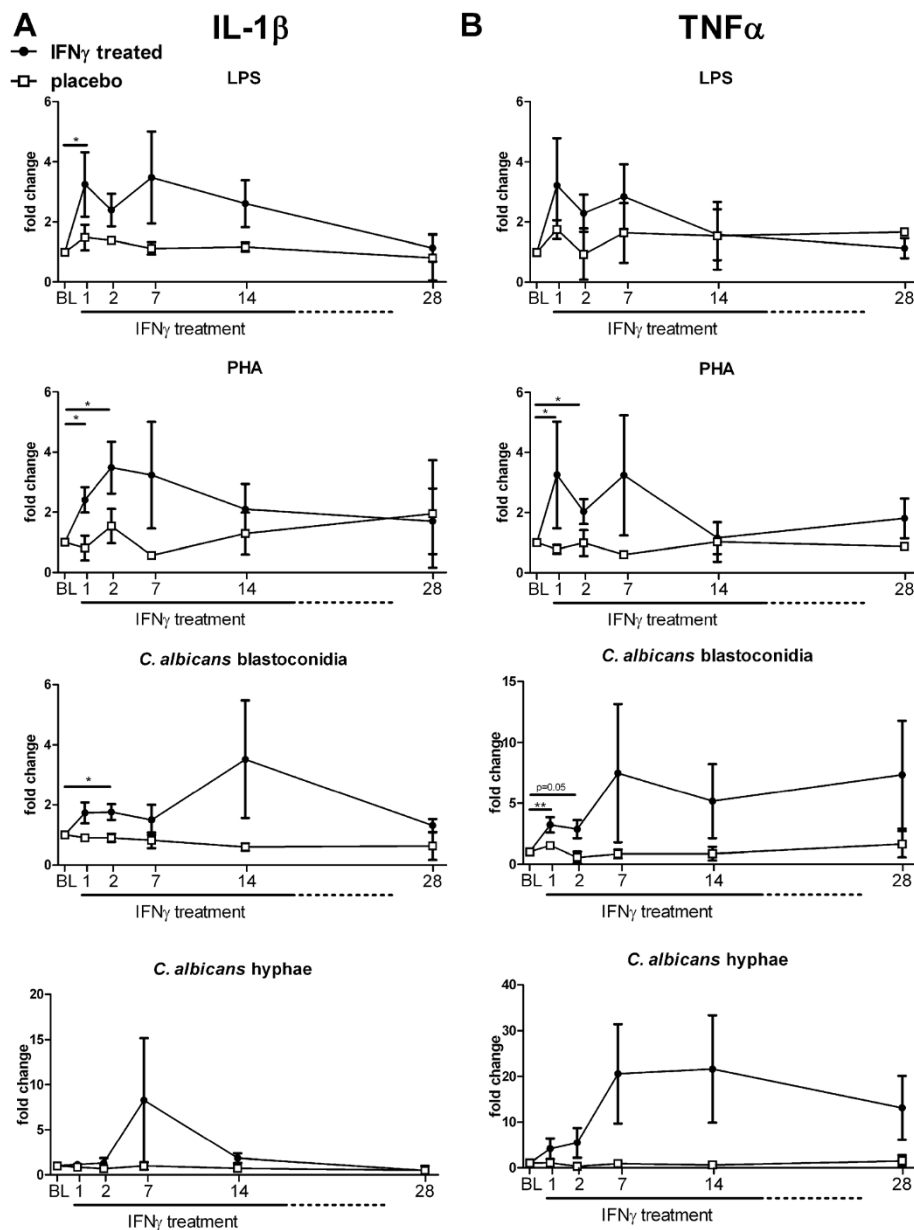 A IL-1β B TNFα
IFNγ treated
placebo
LPS
LPS
fold change
6
4
2
0
*
BL 1 2 7 14 28
IFNγ treatment
fold change
6
4
2
0
BL 1 2 7 14 28
IFNγ treatment
PHA
PHA
fold change
6
4
2
0
*
*
BL 1 2 7 14 28
IFNγ treatment
fold change
6
4
2
0
*
*
BL 1 2 7 14 28
IFNγ treatment
C. albicans blastoconidia
C. albicans blastoconidia
fold change
6
4
2
0
*
BL 1 2 7 14 28
IFNγ treatment
fold change
15
10
5
0
p=0.05
**
BL 1 2 7 14 28
IFNγ treatment
C. albicans hyphae
C. albicans hyphae
fold change
20
15
10
5
0
BL 1 2 7 14 28
IFNγ treatment
fold change
40
30
20
10
0
BL 1 2 7 14 28
IFNγ treatment